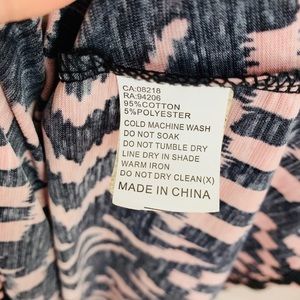 CA:08218
RA:94206
95%COTTON
5%POLYESTER
COLD MACHINE WASH
DO NOT SOAK
DO NOT TUMBLE DRY
LINE DRY IN SHADE
WARM IRON
DO NOT DRY CLEAN(X)
MADE IN CHINA